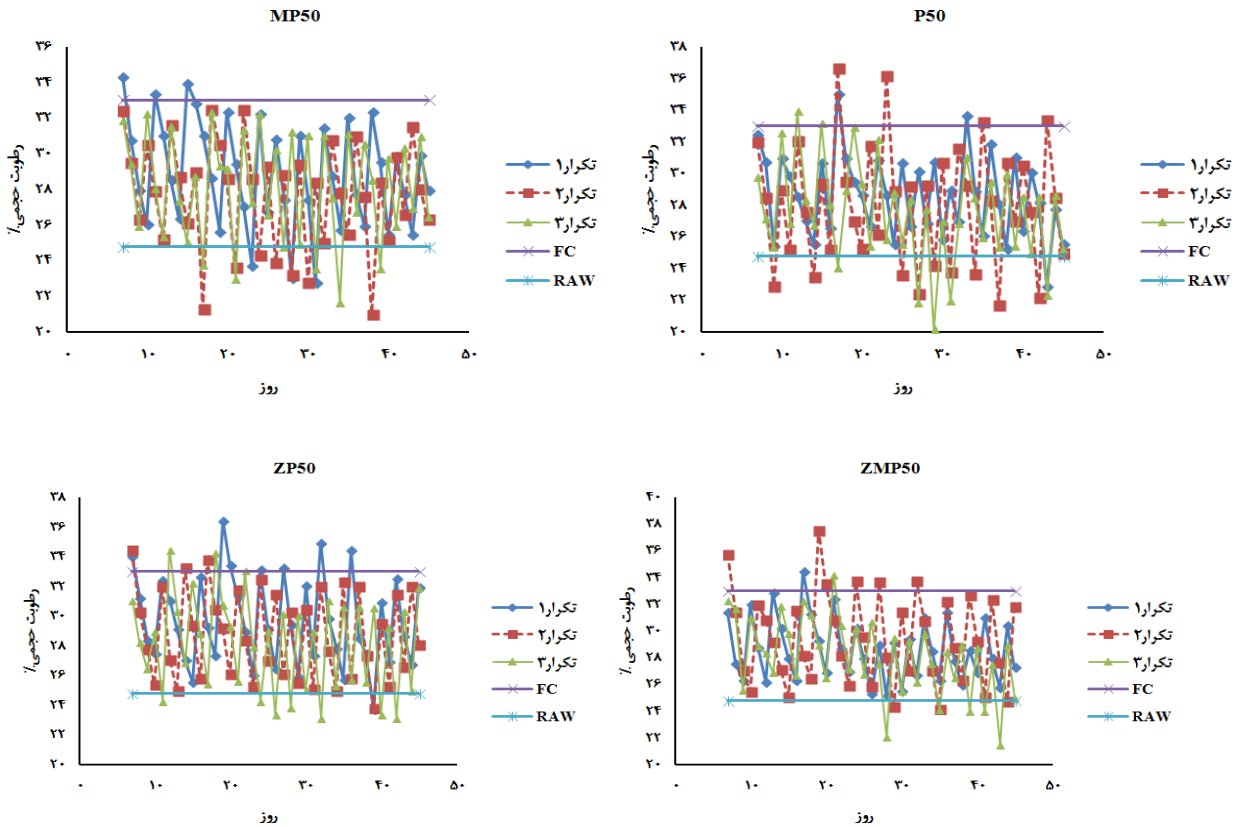 MP50
۳۶
۳۴
۳۲
۳۰
۲۸
۲۶
۲۴
۲۲
۲۰
رطوبت حجمی٪
۰ ۱۰ ۲۰ ۳۰ ۴۰ ۵۰
روز
تکرار۱
تکرار۲
تکرار۳
FC
RAW
P50
۳۸
۳۶
۳۴
۳۲
۳۰
۲۸
۲۶
۲۴
۲۲
۲۰
رطوبت حجمی٪
۰ ۱۰ ۲۰ ۳۰ ۴۰ ۵۰
روز
تکرار۱
تکرار۲
تکرار۳
FC
RAW
ZP50
۳۸
۳۶
۳۴
۳۲
۳۰
۲۸
۲۶
۲۴
۲۲
۲۰
رطوبت حجمی٪
۰ ۱۰ ۲۰ ۳۰ ۴۰ ۵۰
روز
تکرار۱
تکرار۲
تکرار۳
FC
RAW
ZMP50
۴۰
۳۸
۳۶
۳۴
۳۲
۳۰
۲۸
۲۶
۲۴
۲۲
۲۰
رطوبت حجمی ٪
۰ ۱۰ ۲۰ ۳۰ ۴۰ ۵۰
روز
تکرار۱
تکرار۲
تکرار۳
FC
RAW